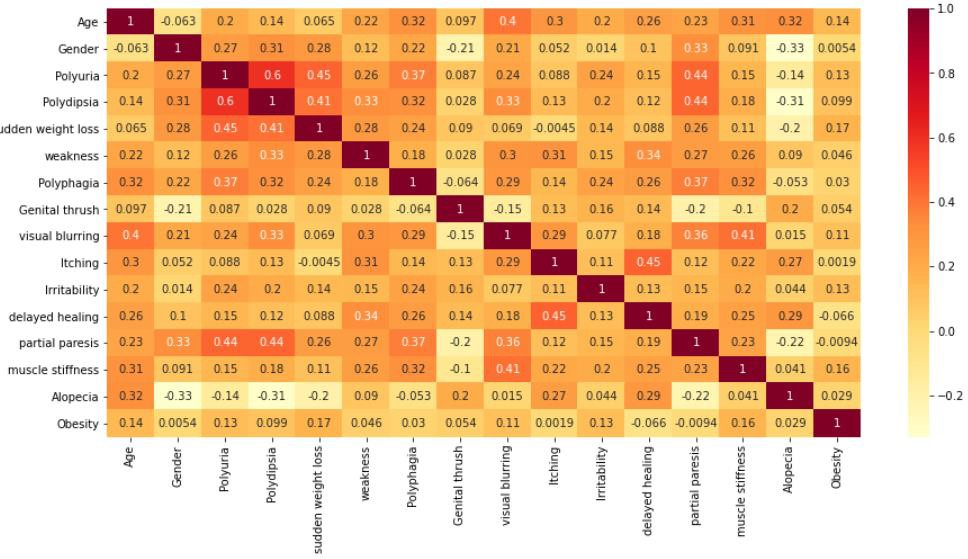 Age 1 -0.063 0.2 0.14 0.065 0.22 0.32 0.097 0.4 0.3 0.2 0.26 0.23 0.31 0.32 0.14
Gender -0.063 1 0.27 0.31 0.28 0.12 0.22 -0.21 0.21 0.052 0.014 0.1 0.33 0.091 -0.33 0.0054
Polyuria 0.2 0.27 1 0.6 0.45 0.26 0.37 0.087 0.24 0.088 0.24 0.15 0.44 0.15 -0.14 0.13
Polydipsia 0.14 0.31 0.6 1 0.41 0.33 0.32 0.028 0.33 0.13 0.2 0.12 0.44 0.18 -0.31 0.099
udden weight loss 0.065 0.28 0.45 0.41 1 0.28 0.24 0.09 0.069 -0.0045 0.14 0.088 0.26 0.11 -0.2 0.17
weakness 0.22 0.12 0.26 0.33 0.28 1 0.18 0.028 0.3 0.31 0.15 0.34 0.27 0.26 0.09 0.046
Polyphagia 0.32 0.22 0.37 0.32 0.24 0.18 1 -0.064 0.29 0.14 0.24 0.26 0.37 0.32 -0.053 0.03
Genital thrush 0.097 -0.21 0.087 0.028 0.09 0.028 -0.064 1 -0.15 0.13 0.16 0.14 -0.2 -0.1 0.2 0.054
visual blurring 0.4 0.21 0.24 0.33 0.069 0.3 0.29 -0.15 1 0.29 0.077 0.18 0.36 0.41 0.015 0.11
Itching 0.3 0.052 0.088 0.13 -0.0045 0.31 0.14 0.13 0.29 1 0.11 0.45 0.12 0.22 0.27 0.0019
Irritability 0.2 0.014 0.24 0.2 0.14 0.15 0.24 0.16 0.077 0.11 1 0.13 0.15 0.2 0.044 0.13
delayed healing 0.26 0.1 0.15 0.12 0.088 0.34 0.26 0.14 0.18 0.45 0.13 1 0.19 0.25 0.29 -0.066
partial paresis 0.23 0.33 0.44 0.44 0.26 0.27 0.37 -0.2 0.36 0.12 0.15 0.19 1 0.23 -0.22 -0.0094
muscle stiffness 0.31 0.091 0.15 0.18 0.11 0.26 0.32 -0.1 0.41 0.22 0.2 0.25 0.23 1 0.041 0.16
Alopecia 0.32 -0.33 -0.14 -0.31 -0.2 0.09 -0.053 0.2 0.015 0.27 0.044 0.29 -0.22 0.041 1 0.029
Obesity 0.14 0.0054 0.13 0.099 0.17 0.046 0.03 0.054 0.11 0.0019 0.13 -0.066 -0.0094 0.16 0.029 1
Age
Gender
Polyuria
Polydipsia
sudden weight loss
weakness
Polyphagia
Genital thrush
visual blurring
Itching
Irritability
delayed healing
partial paresis
muscle stiffness
Alopecia
Obesity
1.0
0.8
0.6
0.4
0.2
0.0
-0.2